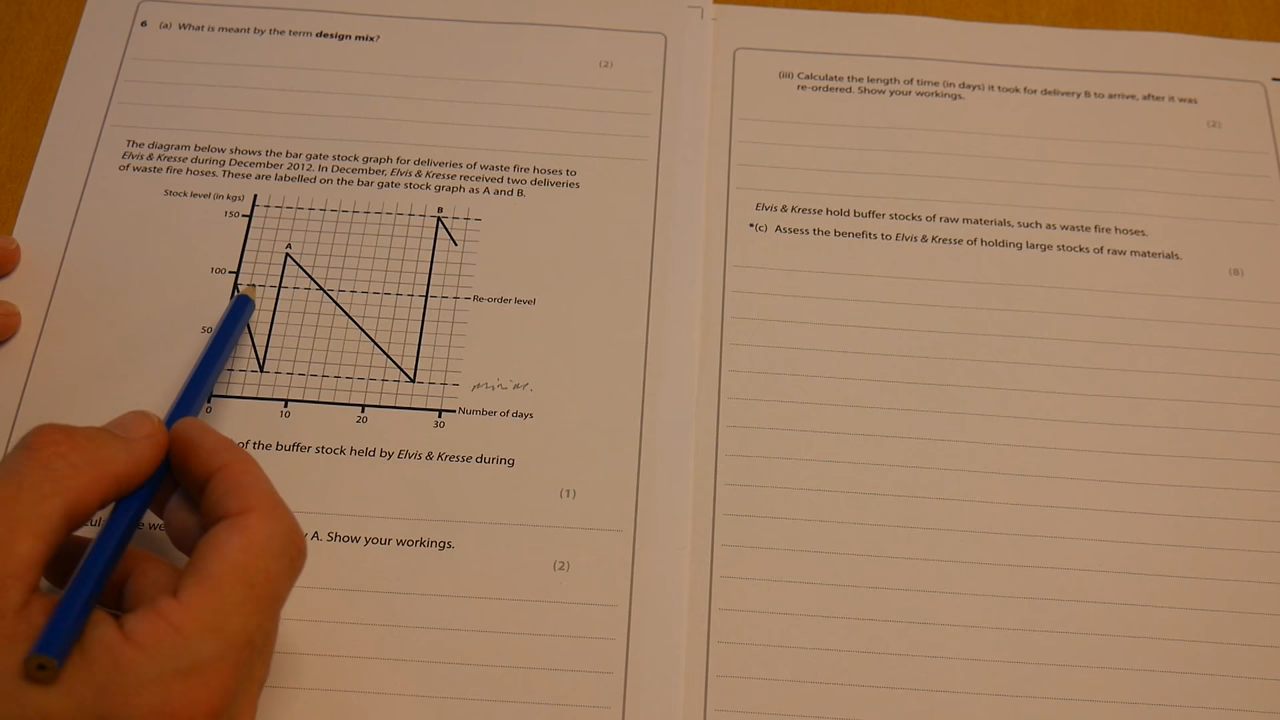 6 (a) What is meant by the term design mix?
(2)
The diagram below shows the bar gate stock graph for deliveries of waste fire hoses to
Elvis & Kresse during December 2012. In December, Elvis & Kresse received two deliveries
of waste fire hoses. These are labelled on the bar gate stock graph as A and B.
Stock level (in kgs)
B
150
A
100
Re-order level
50
Number of days
0 10 20 30
of the buffer stock held by Elvis & Kresse during
(1)
A. Show your workings.
(2)
(iii) Calculate the length of time (in days) it took for delivery B to arrive, after it was
re-ordered. Show your workings.
(2)
Elvis & Kresse hold buffer stocks of raw materials, such as waste fire hoses.
*(c) Assess the benefits to Elvis & Kresse of holding large stocks of raw materials.
(8)